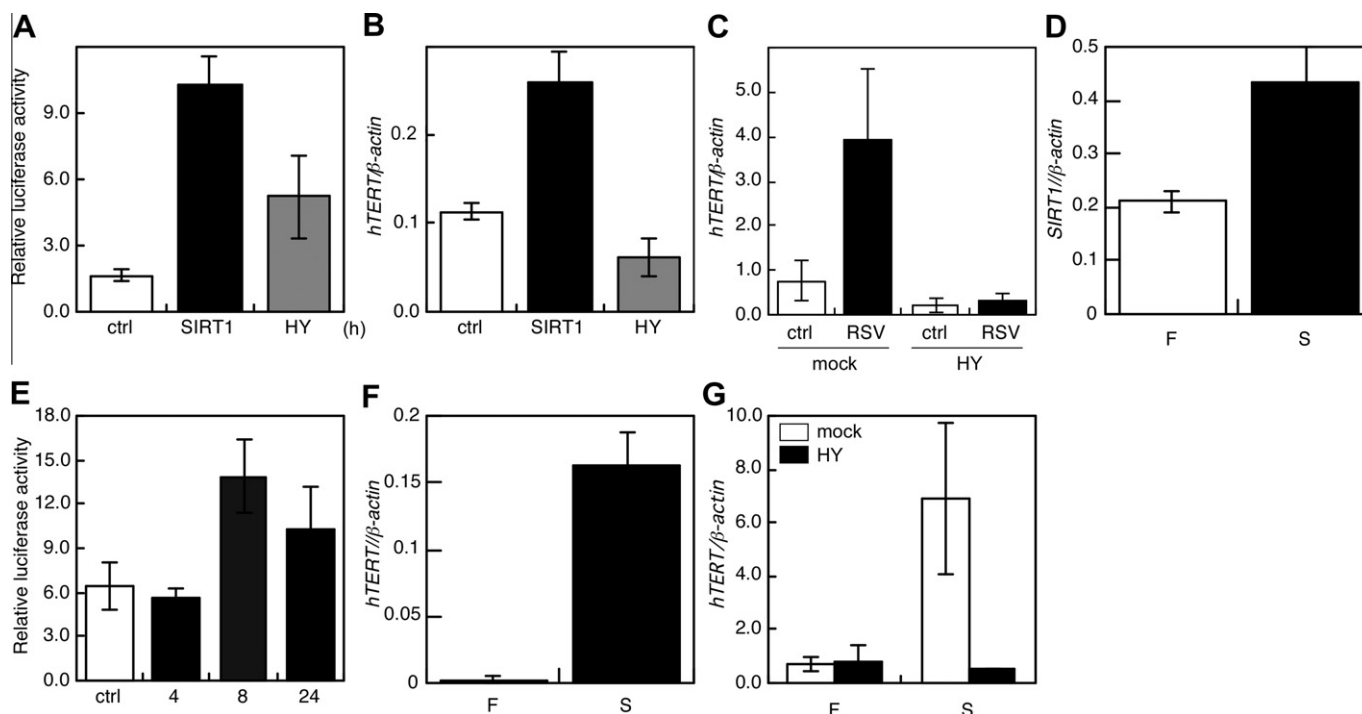 A
Relative luciferase activity
9.0
6.0
3.0
0.0
ctrl SIRT1 HY (h)
B
hTERT/β-actin
0.2
0.1
0.0
ctrl SIRT1 HY
C
hTERT/β-actin
5.0
4.0
3.0
2.0
1.0
0.0
ctrl RSV ctrl RSV
mock HY
D
SIRT1//β-actin
0.5
0.4
0.3
0.2
0.1
0
F S
E
Relative luciferase activity
18.0
15.0
12.0
9.0
6.0
3.0
0.0
ctrl 4 8 24
F
hTERT//β-actin
0.2
0.15
0.1
0.05
0
F S
G
hTERT/β-actin
10.0
8.0
6.0
4.0
2.0
0.0
mock
HY
F S